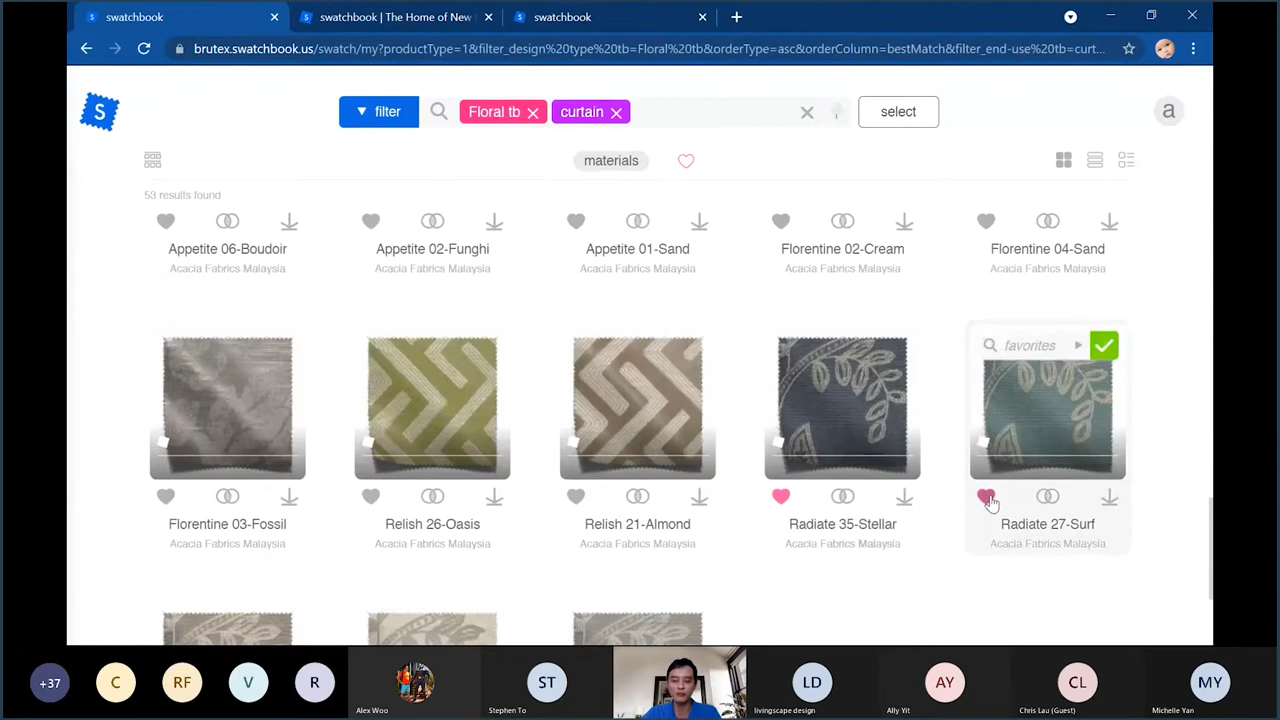 swatchbook
swatchbook | The Home of New
swatchbook
brutex.swatchbook.us/swatch/my?productType=1&filter_design%20type%20tb=Floral%20tb&orderType=asc&orderColumn=bestMatch&filter_end-use%20tb=curt...
S
filter
Floral tb
curtain
select
a
materials
53 results found
Appetite 06-Boudoir
Appetite 02-Funghi
Appetite 01-Sand
Florentine 02-Cream
Florentine 04-Sand
Acacia Fabrics Malaysia
Acacia Fabrics Malaysia
Acacia Fabrics Malaysia
Acacia Fabrics Malaysia
Acacia Fabrics Malaysia
favorites
Florentine 03-Fossil
Relish 26-Oasis
Relish 21-Almond
Radiate 35-Stellar
Radiate 27-Surf
Acacia Fabrics Malaysia
Acacia Fabrics Malaysia
Acacia Fabrics Malaysia
Acacia Fabrics Malaysia
Acacia Fabrics Malaysia
+37
C
RF
V
R
Alex Woo
ST
Stephen To
LD
livingscape design
AY
Ally Yit
CL
Chris Lau (Guest)
MY
Michelle Yan